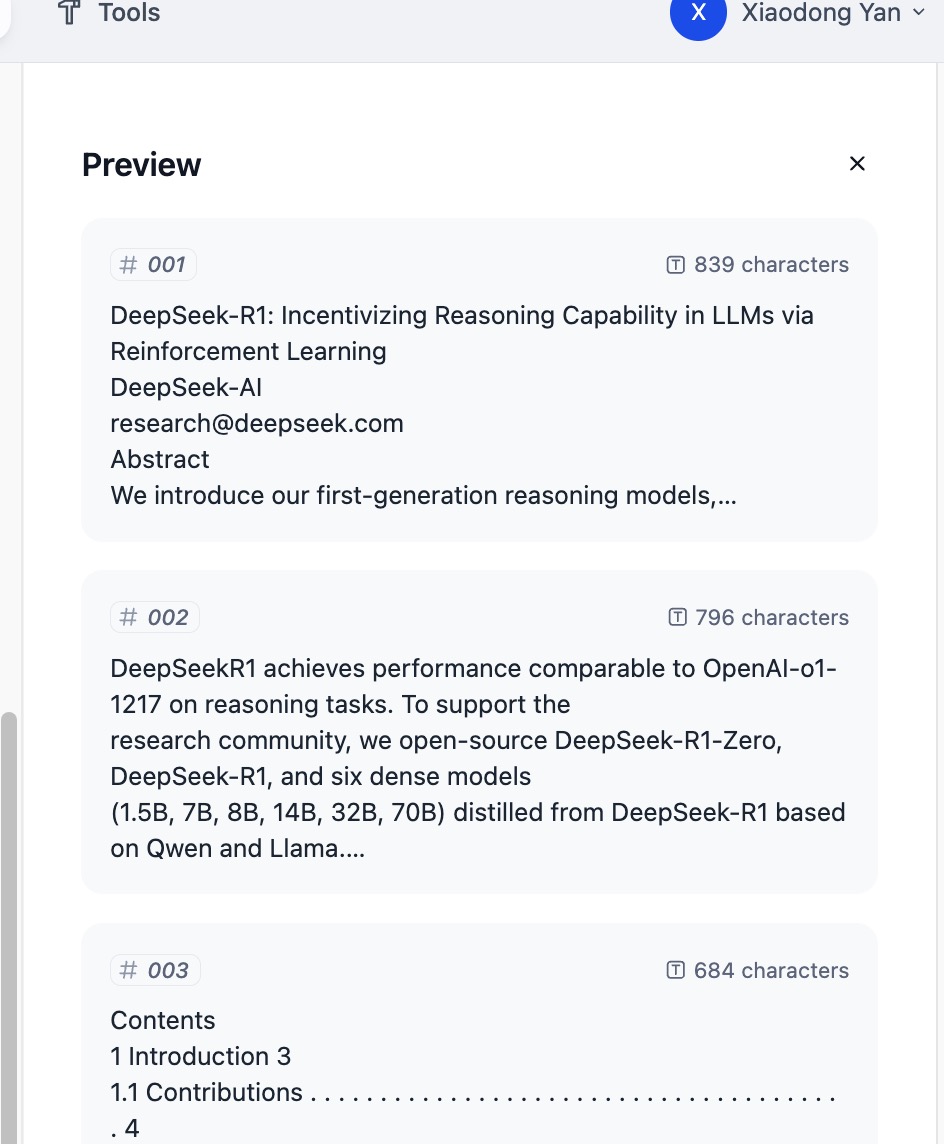 Tools
X Xiaodong Yan
Preview
# 001 839 characters
DeepSeek-R1: Incentivizing Reasoning Capability in LLMs via
Reinforcement Learning
DeepSeek-AI
research@deepseek.com
Abstract
We introduce our first-generation reasoning models,...
# 002 796 characters
DeepSeekR1 achieves performance comparable to OpenAI-o1-
1217 on reasoning tasks. To support the
research community, we open-source DeepSeek-R1-Zero,
DeepSeek-R1, and six dense models
(1.5B, 7B, 8B, 14B, 32B, 70B) distilled from DeepSeek-R1 based
on Qwen and Llama....
# 003 684 characters
Contents
1 Introduction 3
1.1 Contributions . . . . . . . . . . . . . . . . . . . . . . . . . . . . . . . . . . . . . .
. 4